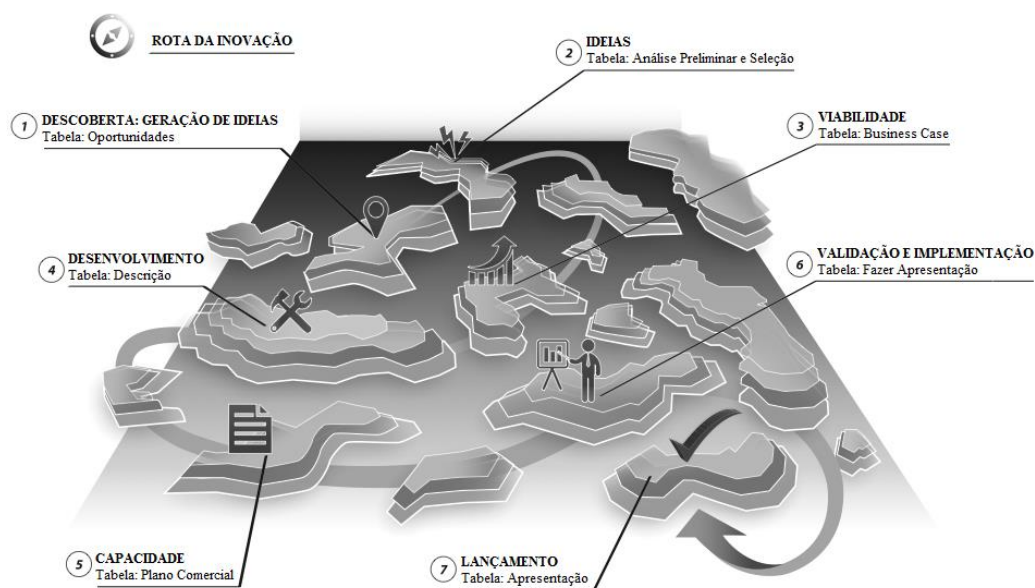 ROTA DA INOVAÇÃO
1 DESCOBERTA: GERAÇÃO DE IDEIAS
Tabela: Oportunidades
2 IDEIAS
Tabela: Análise Preliminar e Seleção
3 VIABILIDADE
Tabela: Business Case
4 DESENVOLVIMENTO
Tabela: Descrição
5 CAPACIDADE
Tabela: Plano Comercial
6 VALIDAÇÃO E IMPLEMENTAÇÃO
Tabela: Fazer Apresentação
7 LANÇAMENTO
Tabela: Apresentação